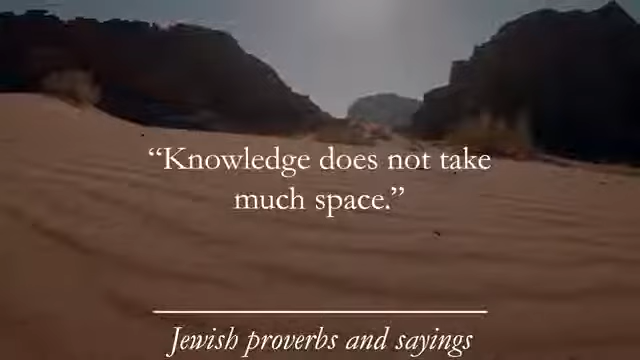 “Knowledge does not take
much space.”
Jewish proverbs and sayings